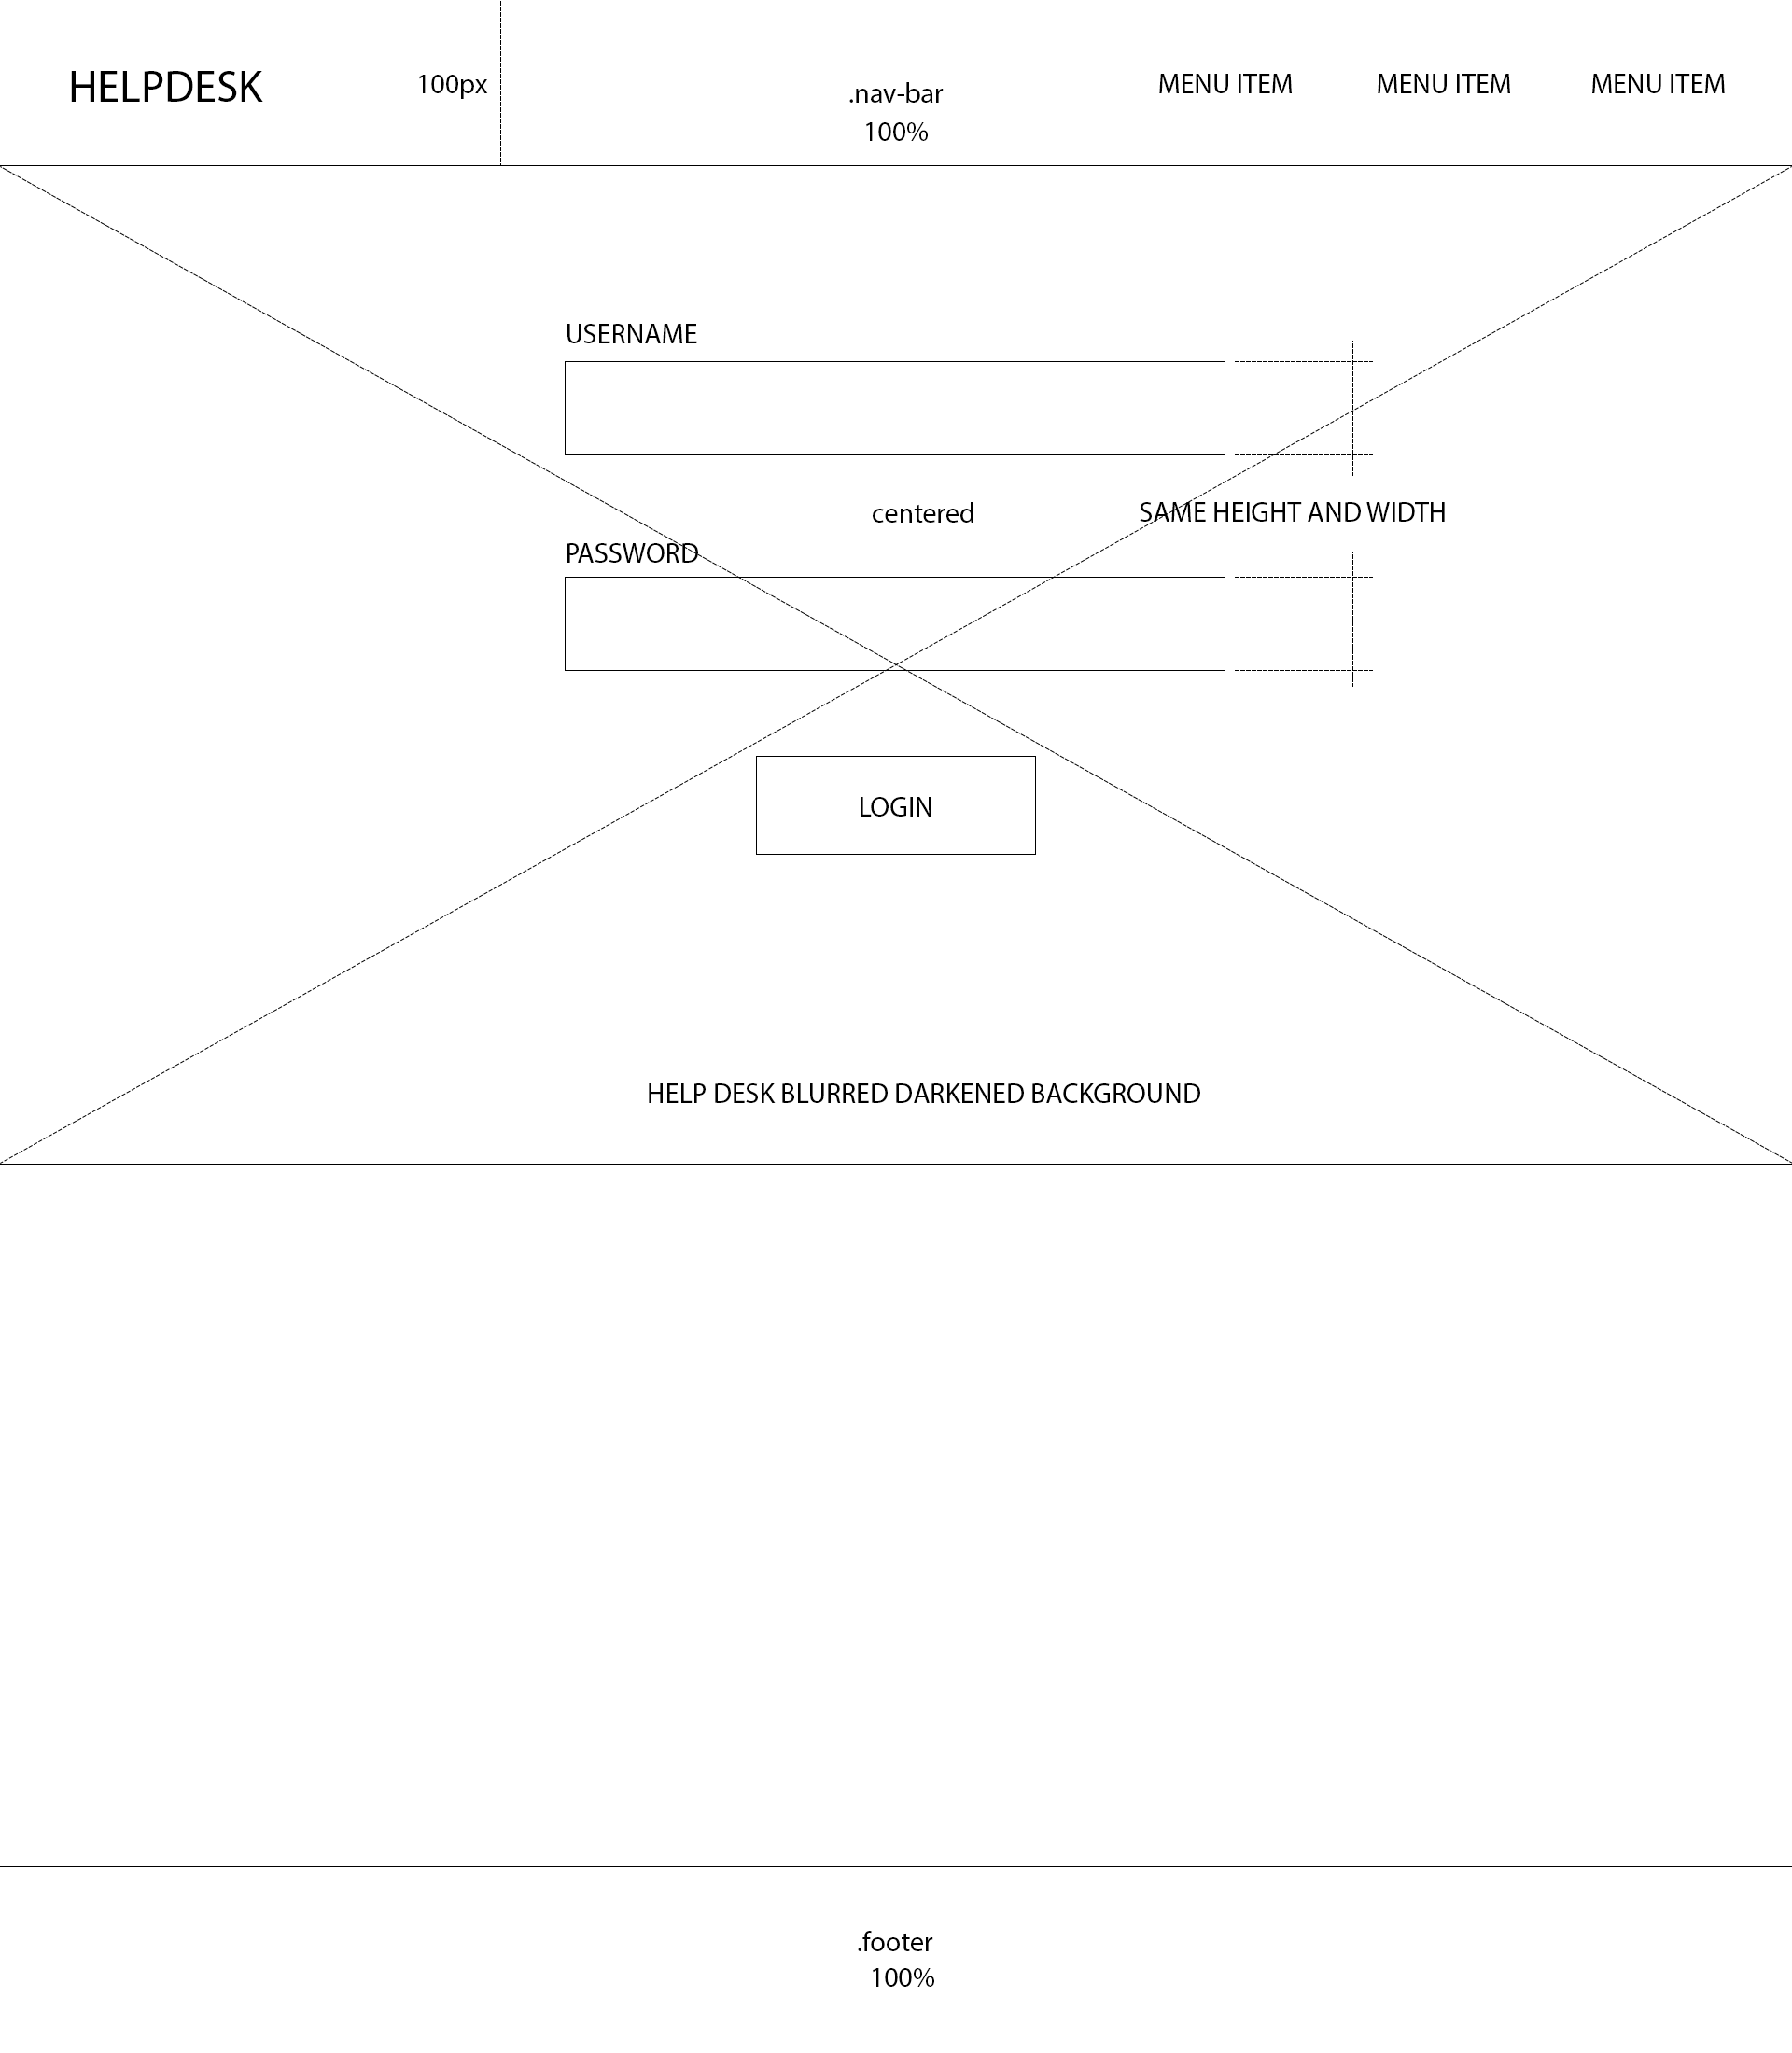 HELPDESK
100px
.nav-bar
100%
MENU ITEM
MENU ITEM
MENU ITEM
USERNAME
centered
SAME HEIGHT AND WIDTH
PASSWORD
LOGIN
HELP DESK BLURRED DARKENED BACKGROUND
.footer
100%